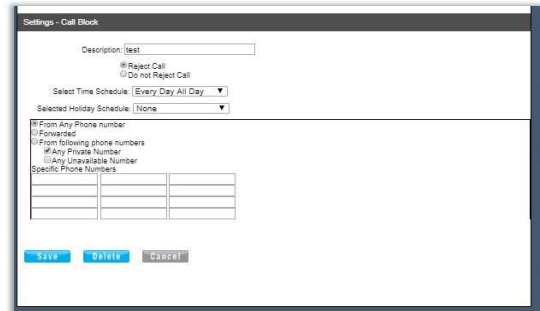 Settings - Call Block
Description: test
Reject Call
Do not Reject Call
Select Time Schedule: Every Day All Day
Selected Holiday Schedule: None
From Any Phone number
Forwarded
From following phone numbers
Any Private Number
Any Unavailable Number
Specific Phone Numbers
Save Delete Cancel